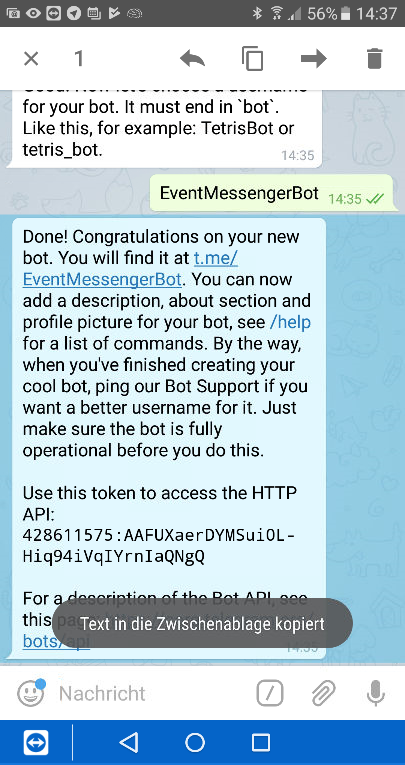 56% 14:37
1
for your bot. It must end in `bot`.
Like this, for example: TetrisBot or
tetris_bot.
14:35
EventMessengerBot 14:35
Done! Congratulations on your new
bot. You will find it at t.me/
EventMessengerBot. You can now
add a description, about section and
profile picture for your bot, see /help
for a list of commands. By the way,
when you've finished creating your
cool bot, ping our Bot Support if you
want a better username for it. Just
make sure the bot is fully
operational before you do this.
Use this token to access the HTTP
API:
428611575:AAFUXaerDYMSuiOL-
Hiq94iVqIYrnIaQNgQ
For a description of the Bot API, see
this
Text in die Zwischenablage kopiert
bots/api
14:35
Nachricht